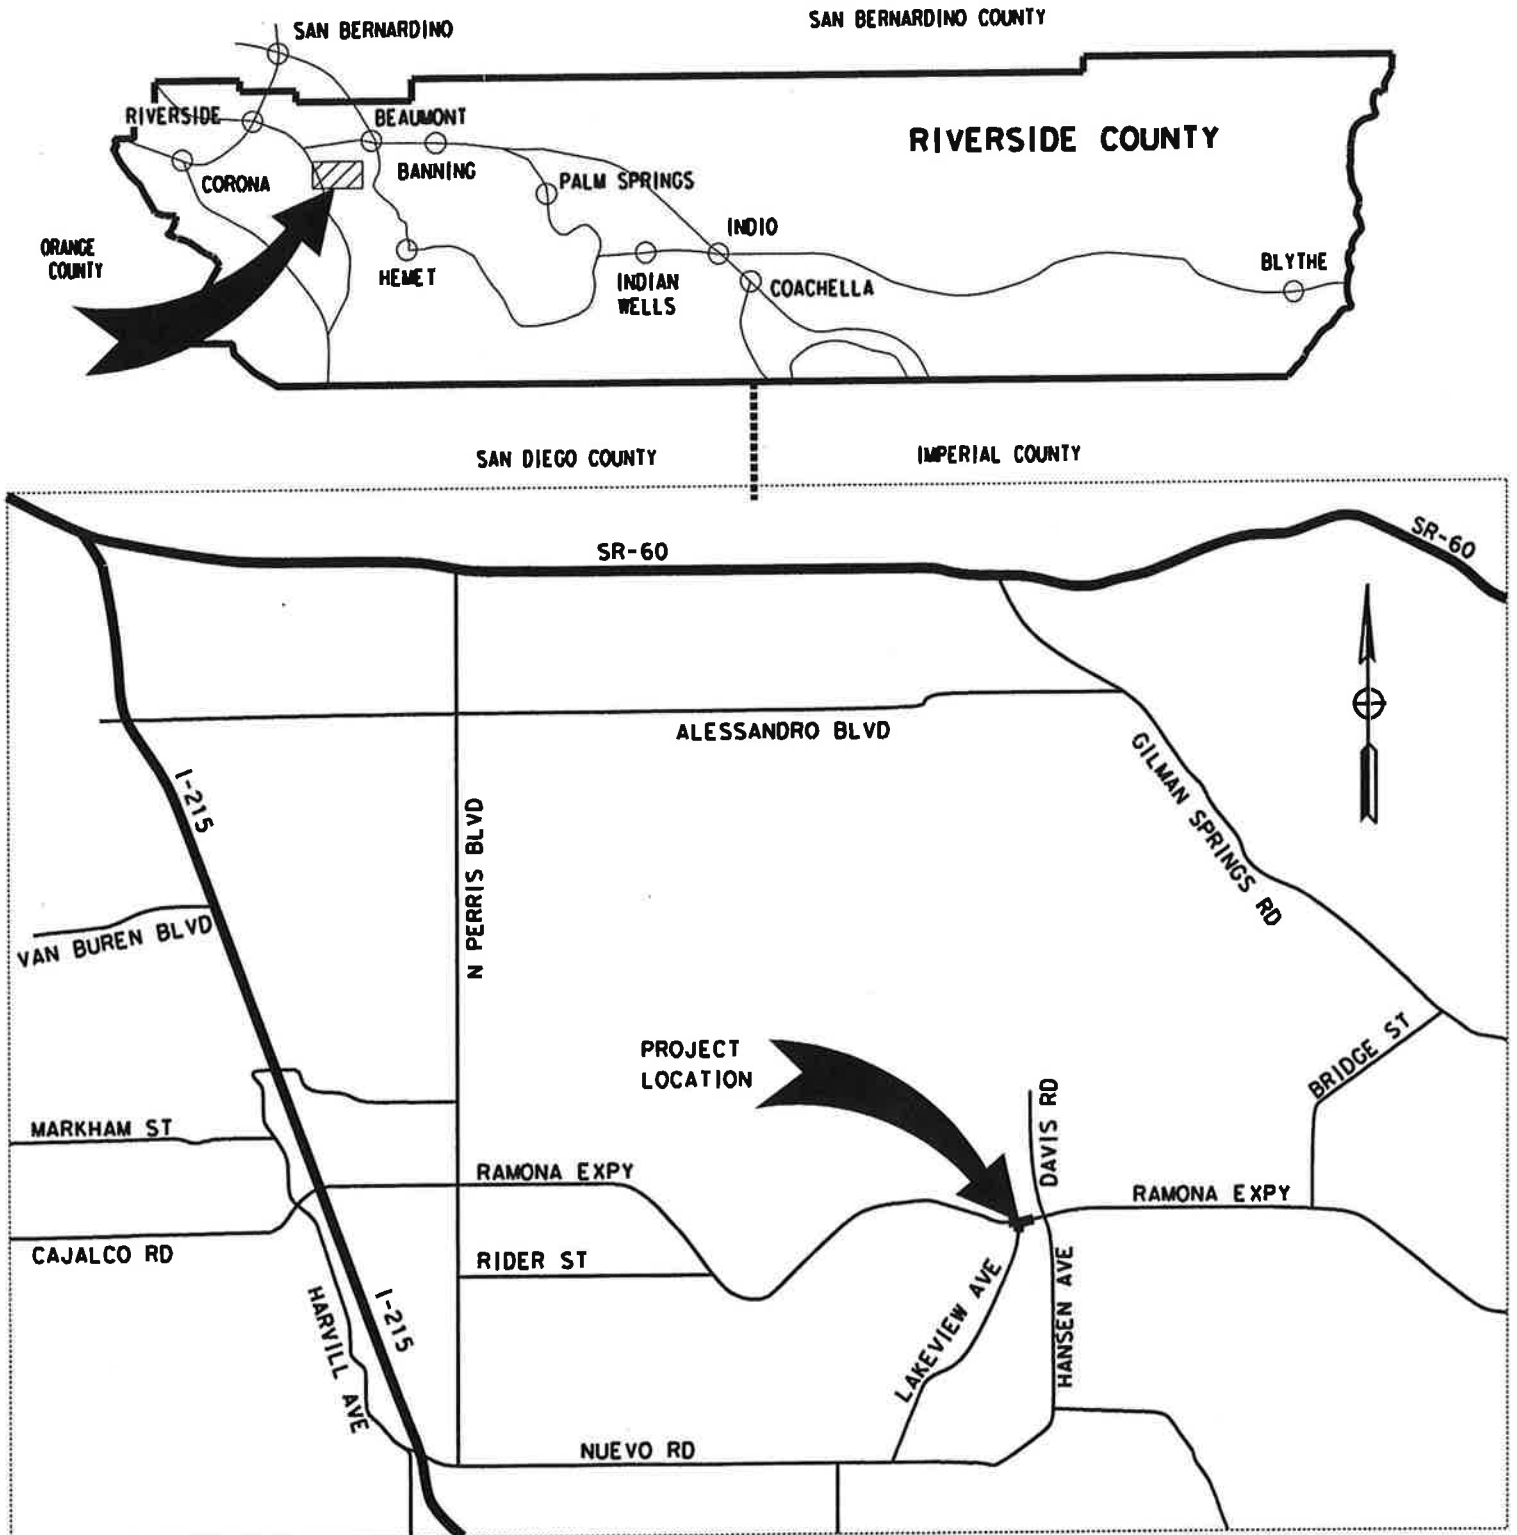 SAN BERNARDINO COUNTY
SAN BERNARDINO
RIVERSIDE
BEAUMONT
RIVERSIDE COUNTY
BANNING
CORONA
PALM SPRINGS
INDIO
ORANGE
COUNTY
HEMET
INDIAN
WELLS
COACHELLA
BLYTHE
SAN DIEGO COUNTY
IMPERIAL COUNTY
SR-60
SR-60
ALESSANDRO BLVD
I-215
GILMAN SPRINGS RD
N PERRIS BLVD
VAN BUREN BLVD
PROJECT
LOCATION
BRIDGE ST
DAVIS RD
MARKHAM ST
RAMONA EXPY
RAMONA EXPY
CAJALCO RD
RIDER ST
HARVILL AVE
I-215
LAKEVIEW AVE
HANSEN AVE
NUEVO RD